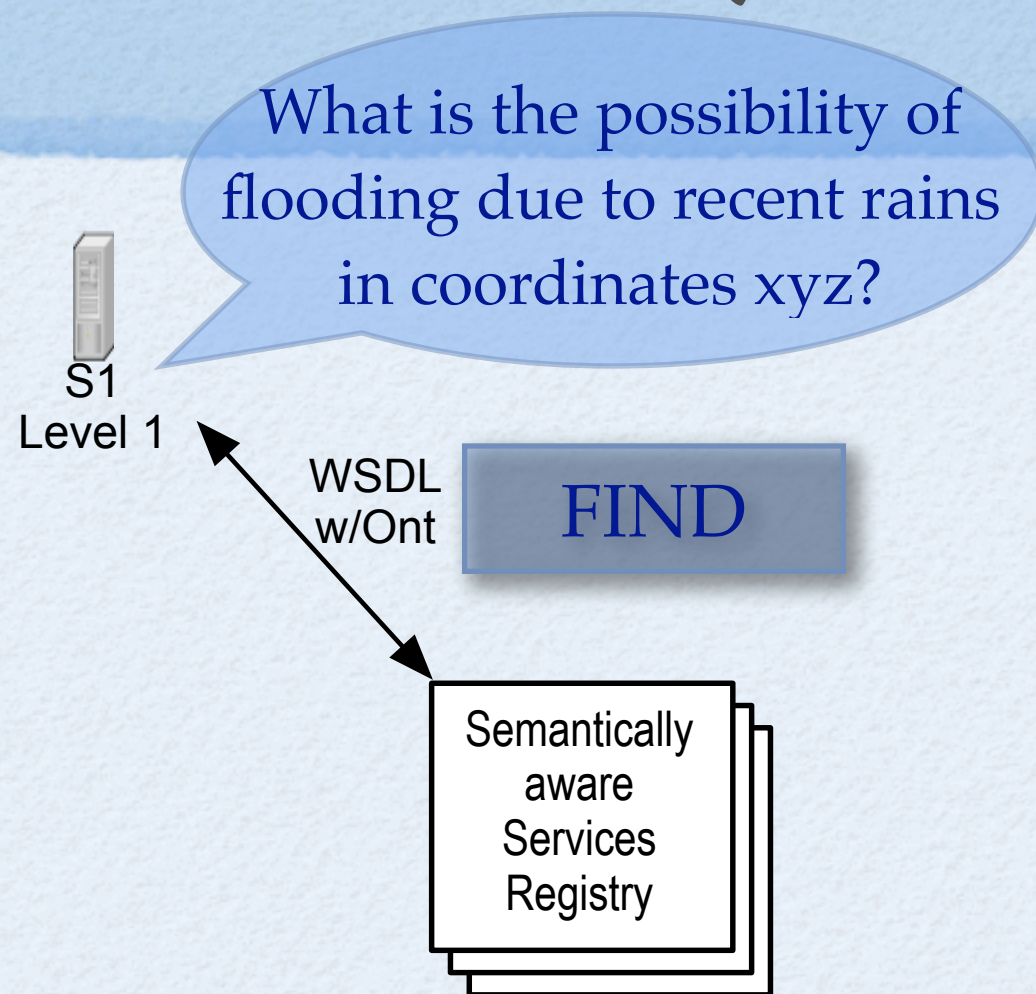 What is the possibility of
flooding due to recent rains
in coordinates xyz?
S1
Level 1
WSDL
w/Ont
FIND
Semantically
aware
Services
Registry